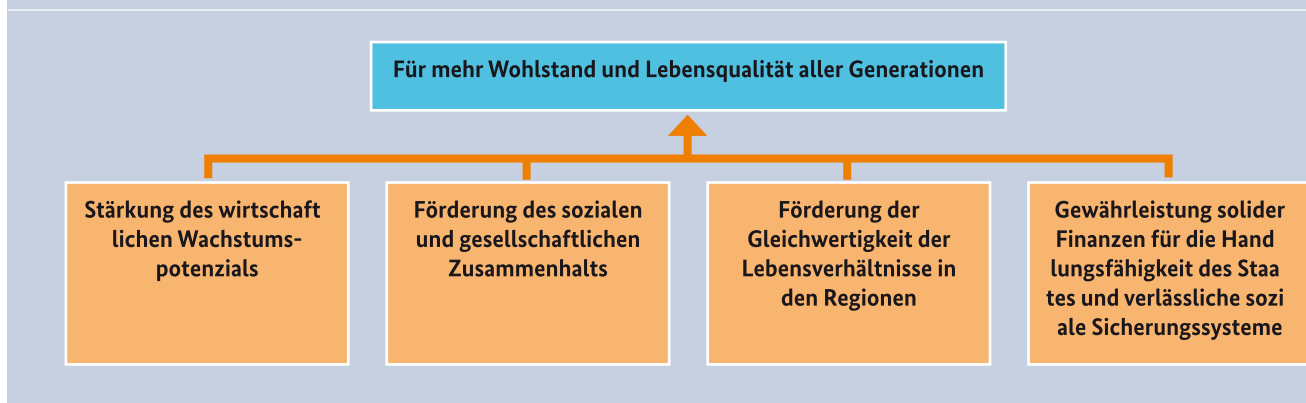 Für mehr Wohlstand und Lebensqualität aller Generationen
Stärkung des wirtschaft
lichen Wachstums-
potenzials
Förderung des sozialen
und gesellschaftlichen
Zusammenhalts
Förderung der
Gleichwertigkeit der
Lebensverhältnisse in
den Regionen
Gewährleistung solider
Finanzen für die Hand
lungsfähigkeit des Staa
tes und verlässliche sozi
ale Sicherungssysteme